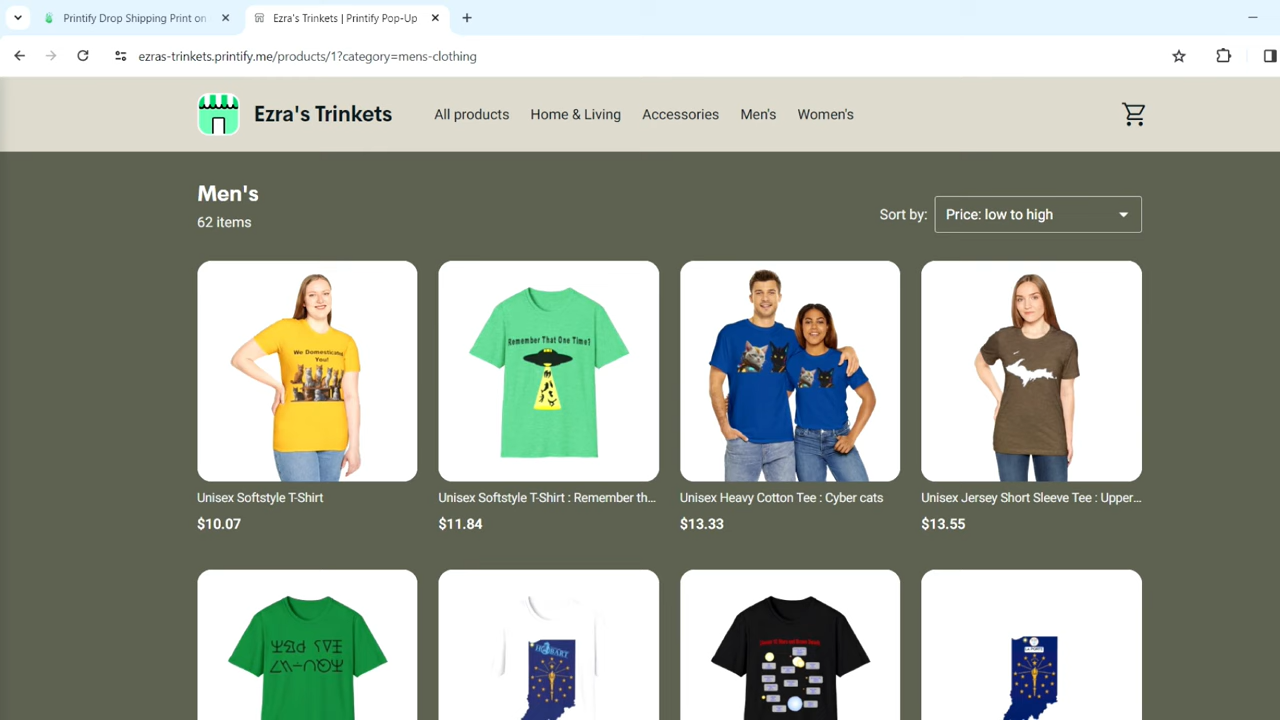 Printify Drop Shipping Print on
Ezra's Trinkets | Printify Pop-Up
ezras-trinkets.printify.me/products/1?category=mens-clothing
Ezra's Trinkets
All products
Home & Living
Accessories
Men's
Women's
Men's
62 items
Sort by:
Price: low to high
We Domesticated
You!
Remember That One Time?
Unisex Softstyle T-Shirt
Unisex Softstyle T-Shirt : Remember th...
Unisex Heavy Cotton Tee : Cyber cats
Unisex Jersey Short Sleeve Tee : Upper...
$10.07
$11.84
$13.33
$13.55